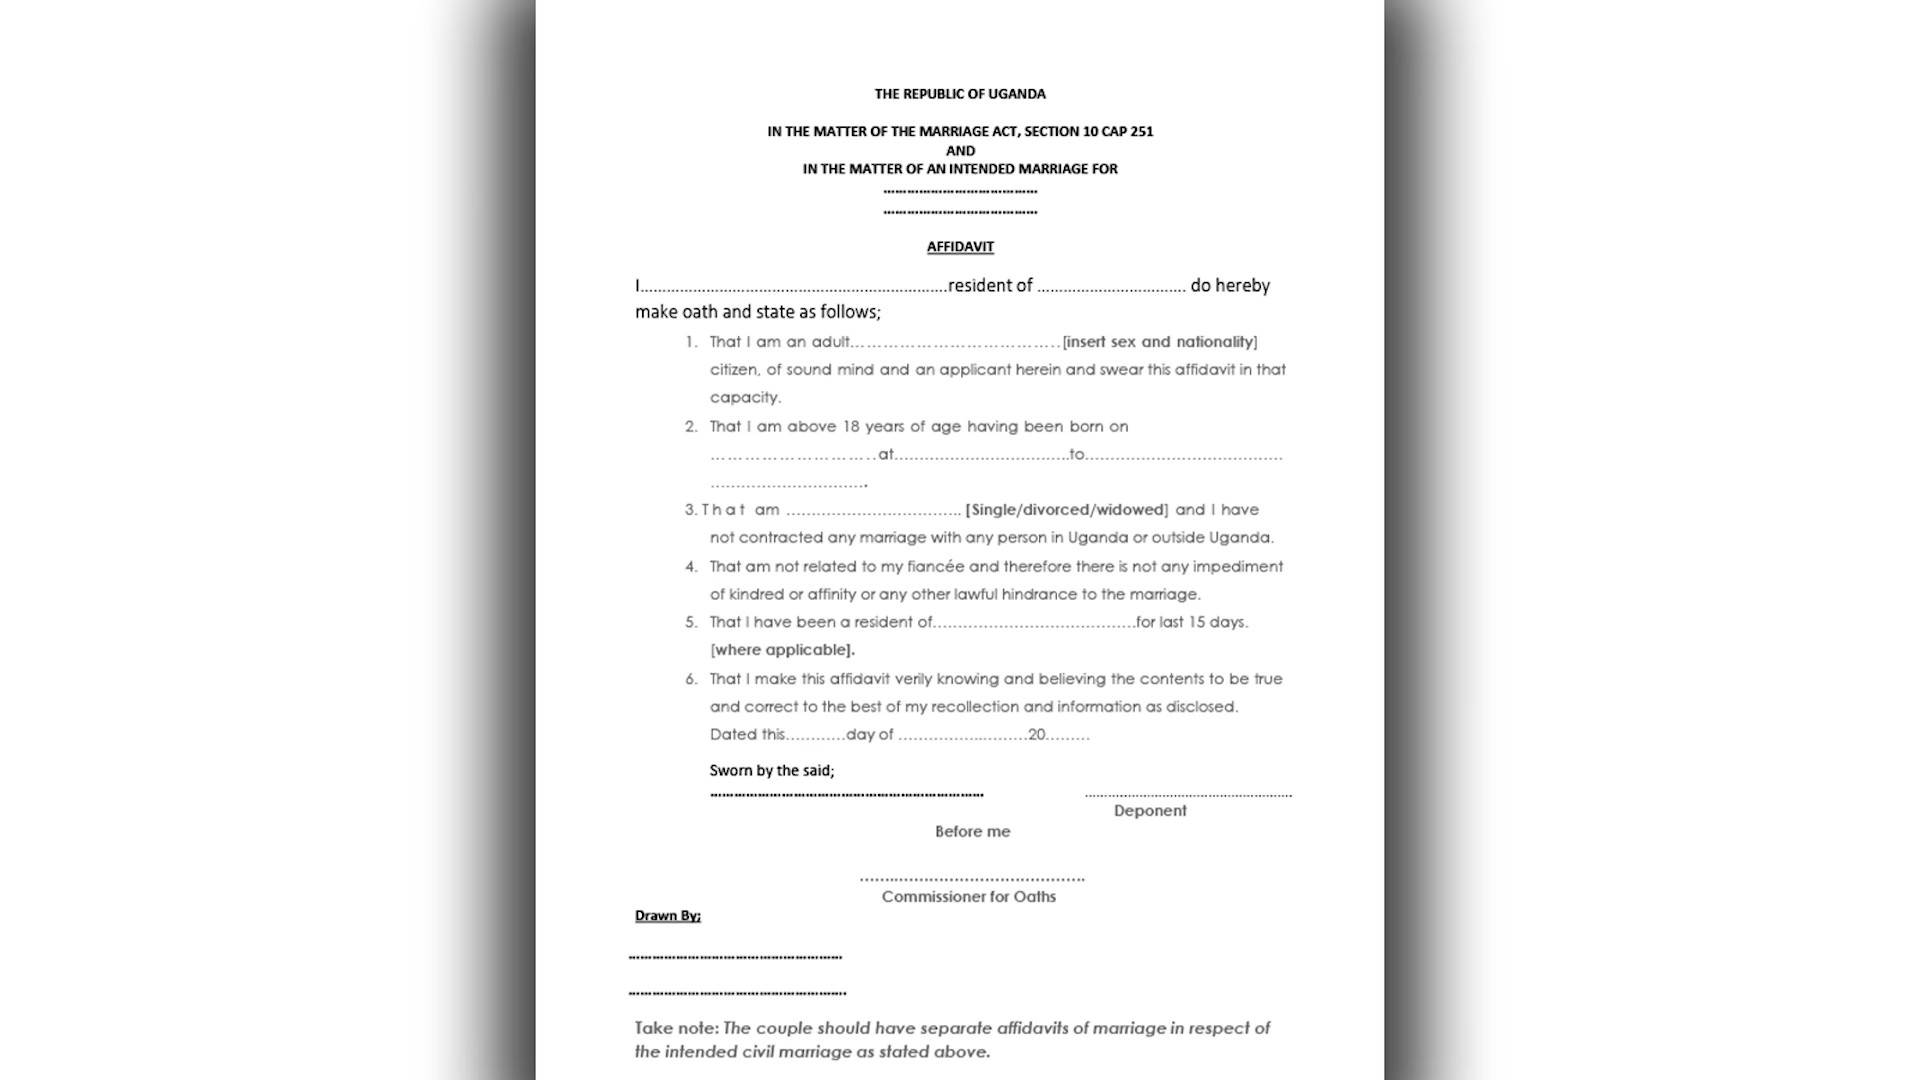 THE REPUBLIC OF UGANDA
IN THE MATTER OF THE MARRIAGE ACT, SECTION 10 CAP 251
AND
IN THE MATTER OF AN INTENDED MARRIAGE FOR
......................................
......................................
AFFIDAVIT
I......................................................................resident of .................................. do hereby
make oath and state as follows;
1. That I am an adult.......................................[insert sex and nationality]
citizen, of sound mind and an applicant herein and swear this affidavit in that
capacity.
2. That I am above 18 years of age having been born on
..............................at..................................to......................................
..............................
3. That am .................................. [Single/divorced/widowed] and I have
not contracted any marriage with any person in Uganda or outside Uganda.
4. That am not related to my fiancée and therefore there is not any impediment
of kindred or affinity or any other lawful hindrance to the marriage.
5. That I have been a resident of.......................................for last 15 days.
[where applicable].
6. That I make this affidavit verily knowing and believing the contents to be true
and correct to the best of my recollection and information as disclosed.
Dated this............day of .........................20.........
Sworn by the said;
.................................................................... ....................................................
Deponent
Before me
............................................
Commissioner for Oaths
Drawn By;
.....................................................
......................................................
Take note: The couple should have separate affidavits of marriage in respect of
the intended civil marriage as stated above.